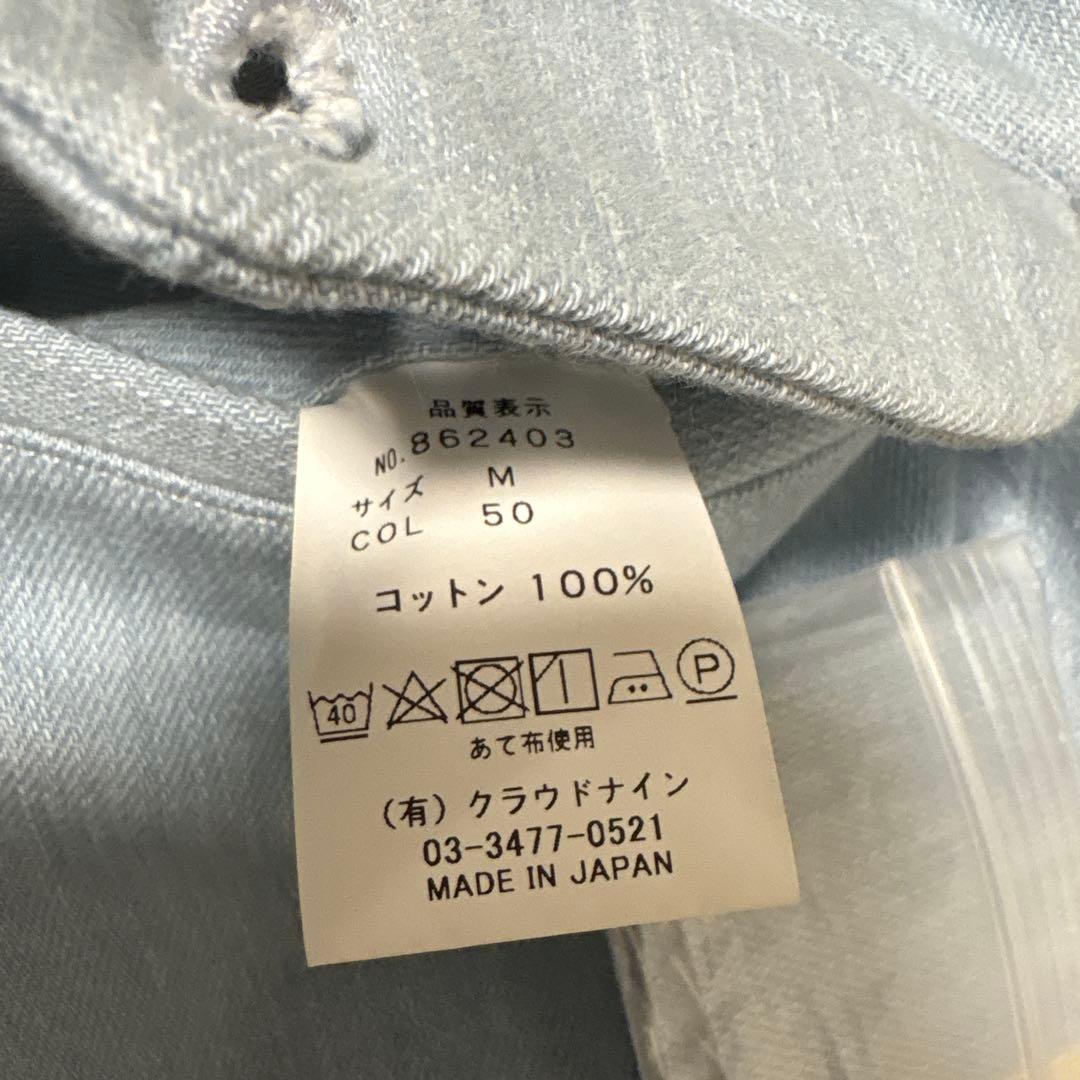 品質表示
NO.862403
サイズ M
COL 50
コットン 100%
40 P
あて布使用
(有) クラウドナイン
03-3477-0521
MADE IN JAPAN